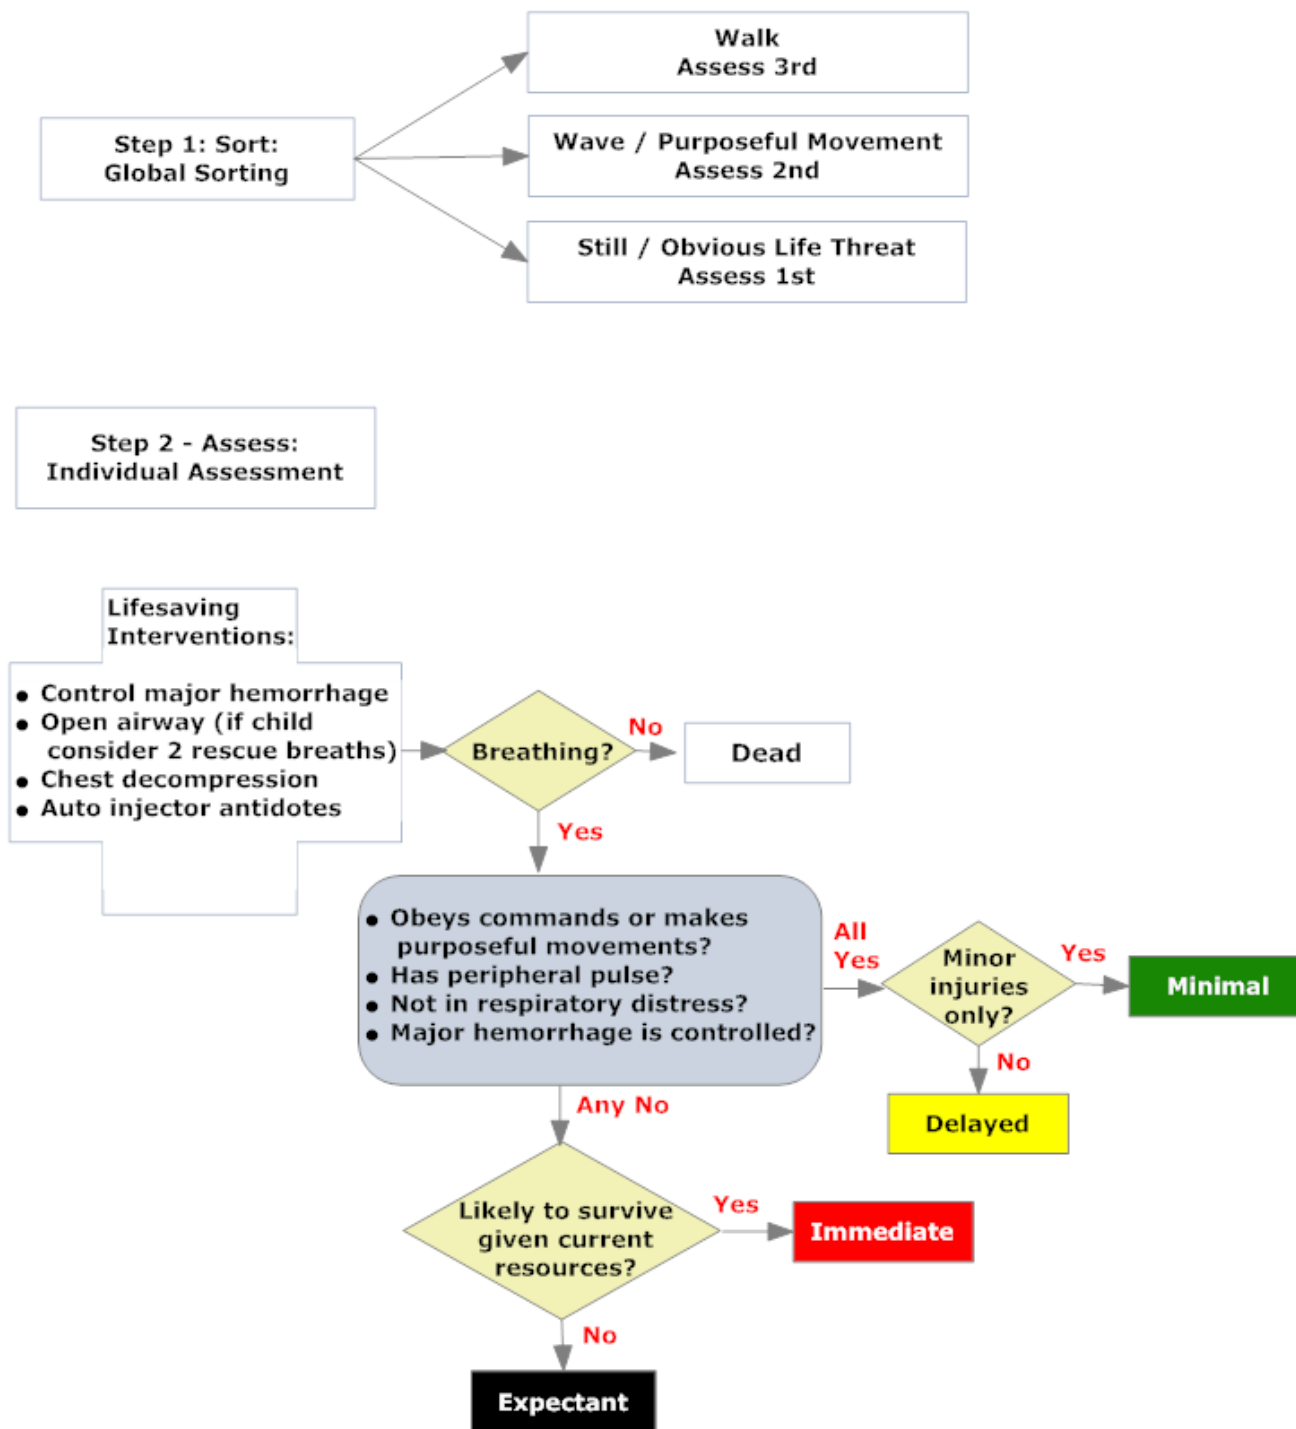 Walk
Assess 3rd
Step 1: Sort:
Global Sorting
Wave / Purposeful Movement
Assess 2nd
Still / Obvious Life Threat
Assess 1st
Step 2 - Assess:
Individual Assessment
Lifesaving
Interventions:
● Control major hemorrhage
● Open airway (if child
consider 2 rescue breaths)
● Chest decompression
● Auto injector antidotes
Breathing?
No
Dead
Yes
● Obeys commands or makes
purposeful movements?
● Has peripheral pulse?
● Not in respiratory distress?
● Major hemorrhage is controlled?
All
Yes
Minor
injuries
only?
Yes
Minimal
No
Delayed
Any No
Likely to survive
given current
resources?
Yes
Immediate
No
Expectant